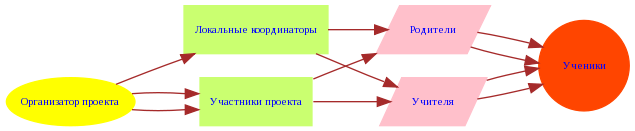 Локальные координаторы
Родители
Организатор проекта
Участники проекта
Учителя
Ученики